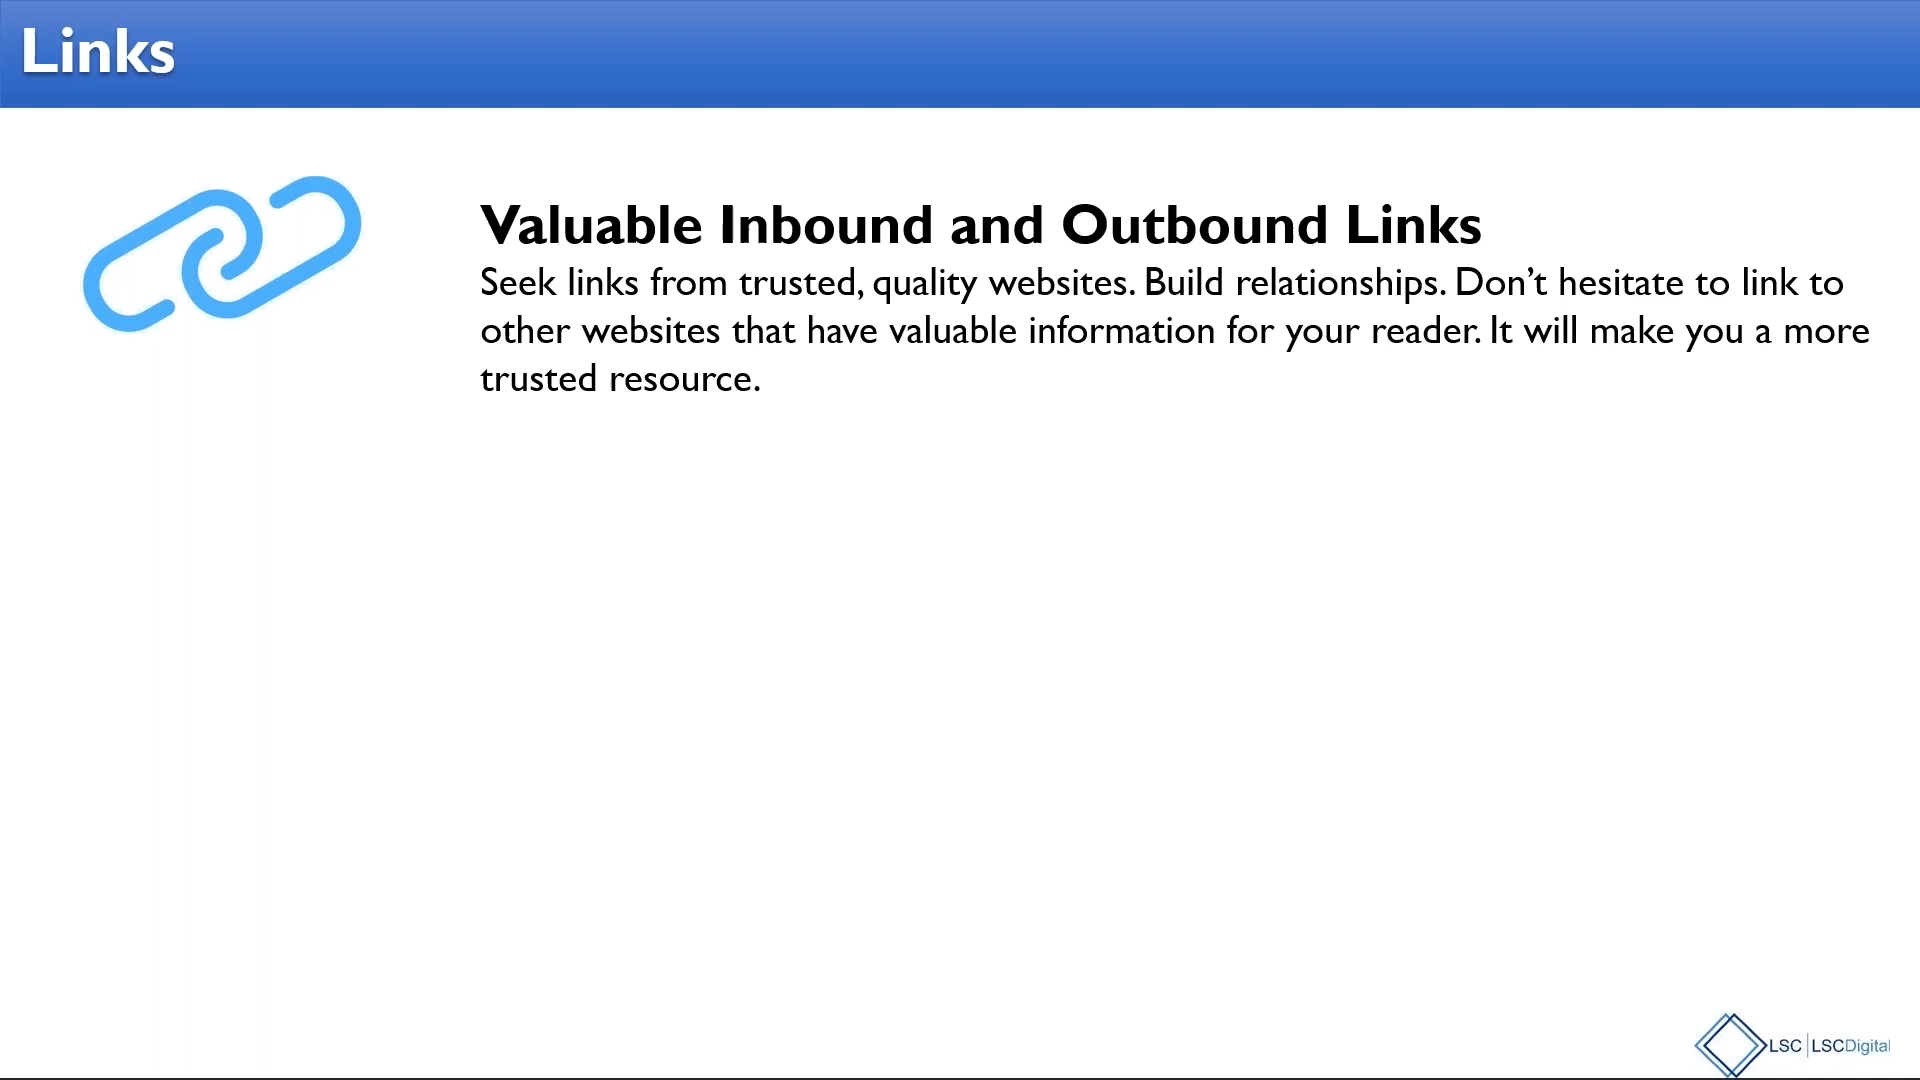 Links
Valuable Inbound and Outbound Links
Seek links from trusted, quality websites. Build relationships. Don’t hesitate to link to
other websites that have valuable information for your reader. It will make you a more
trusted resource.
LSC | LSCDigital